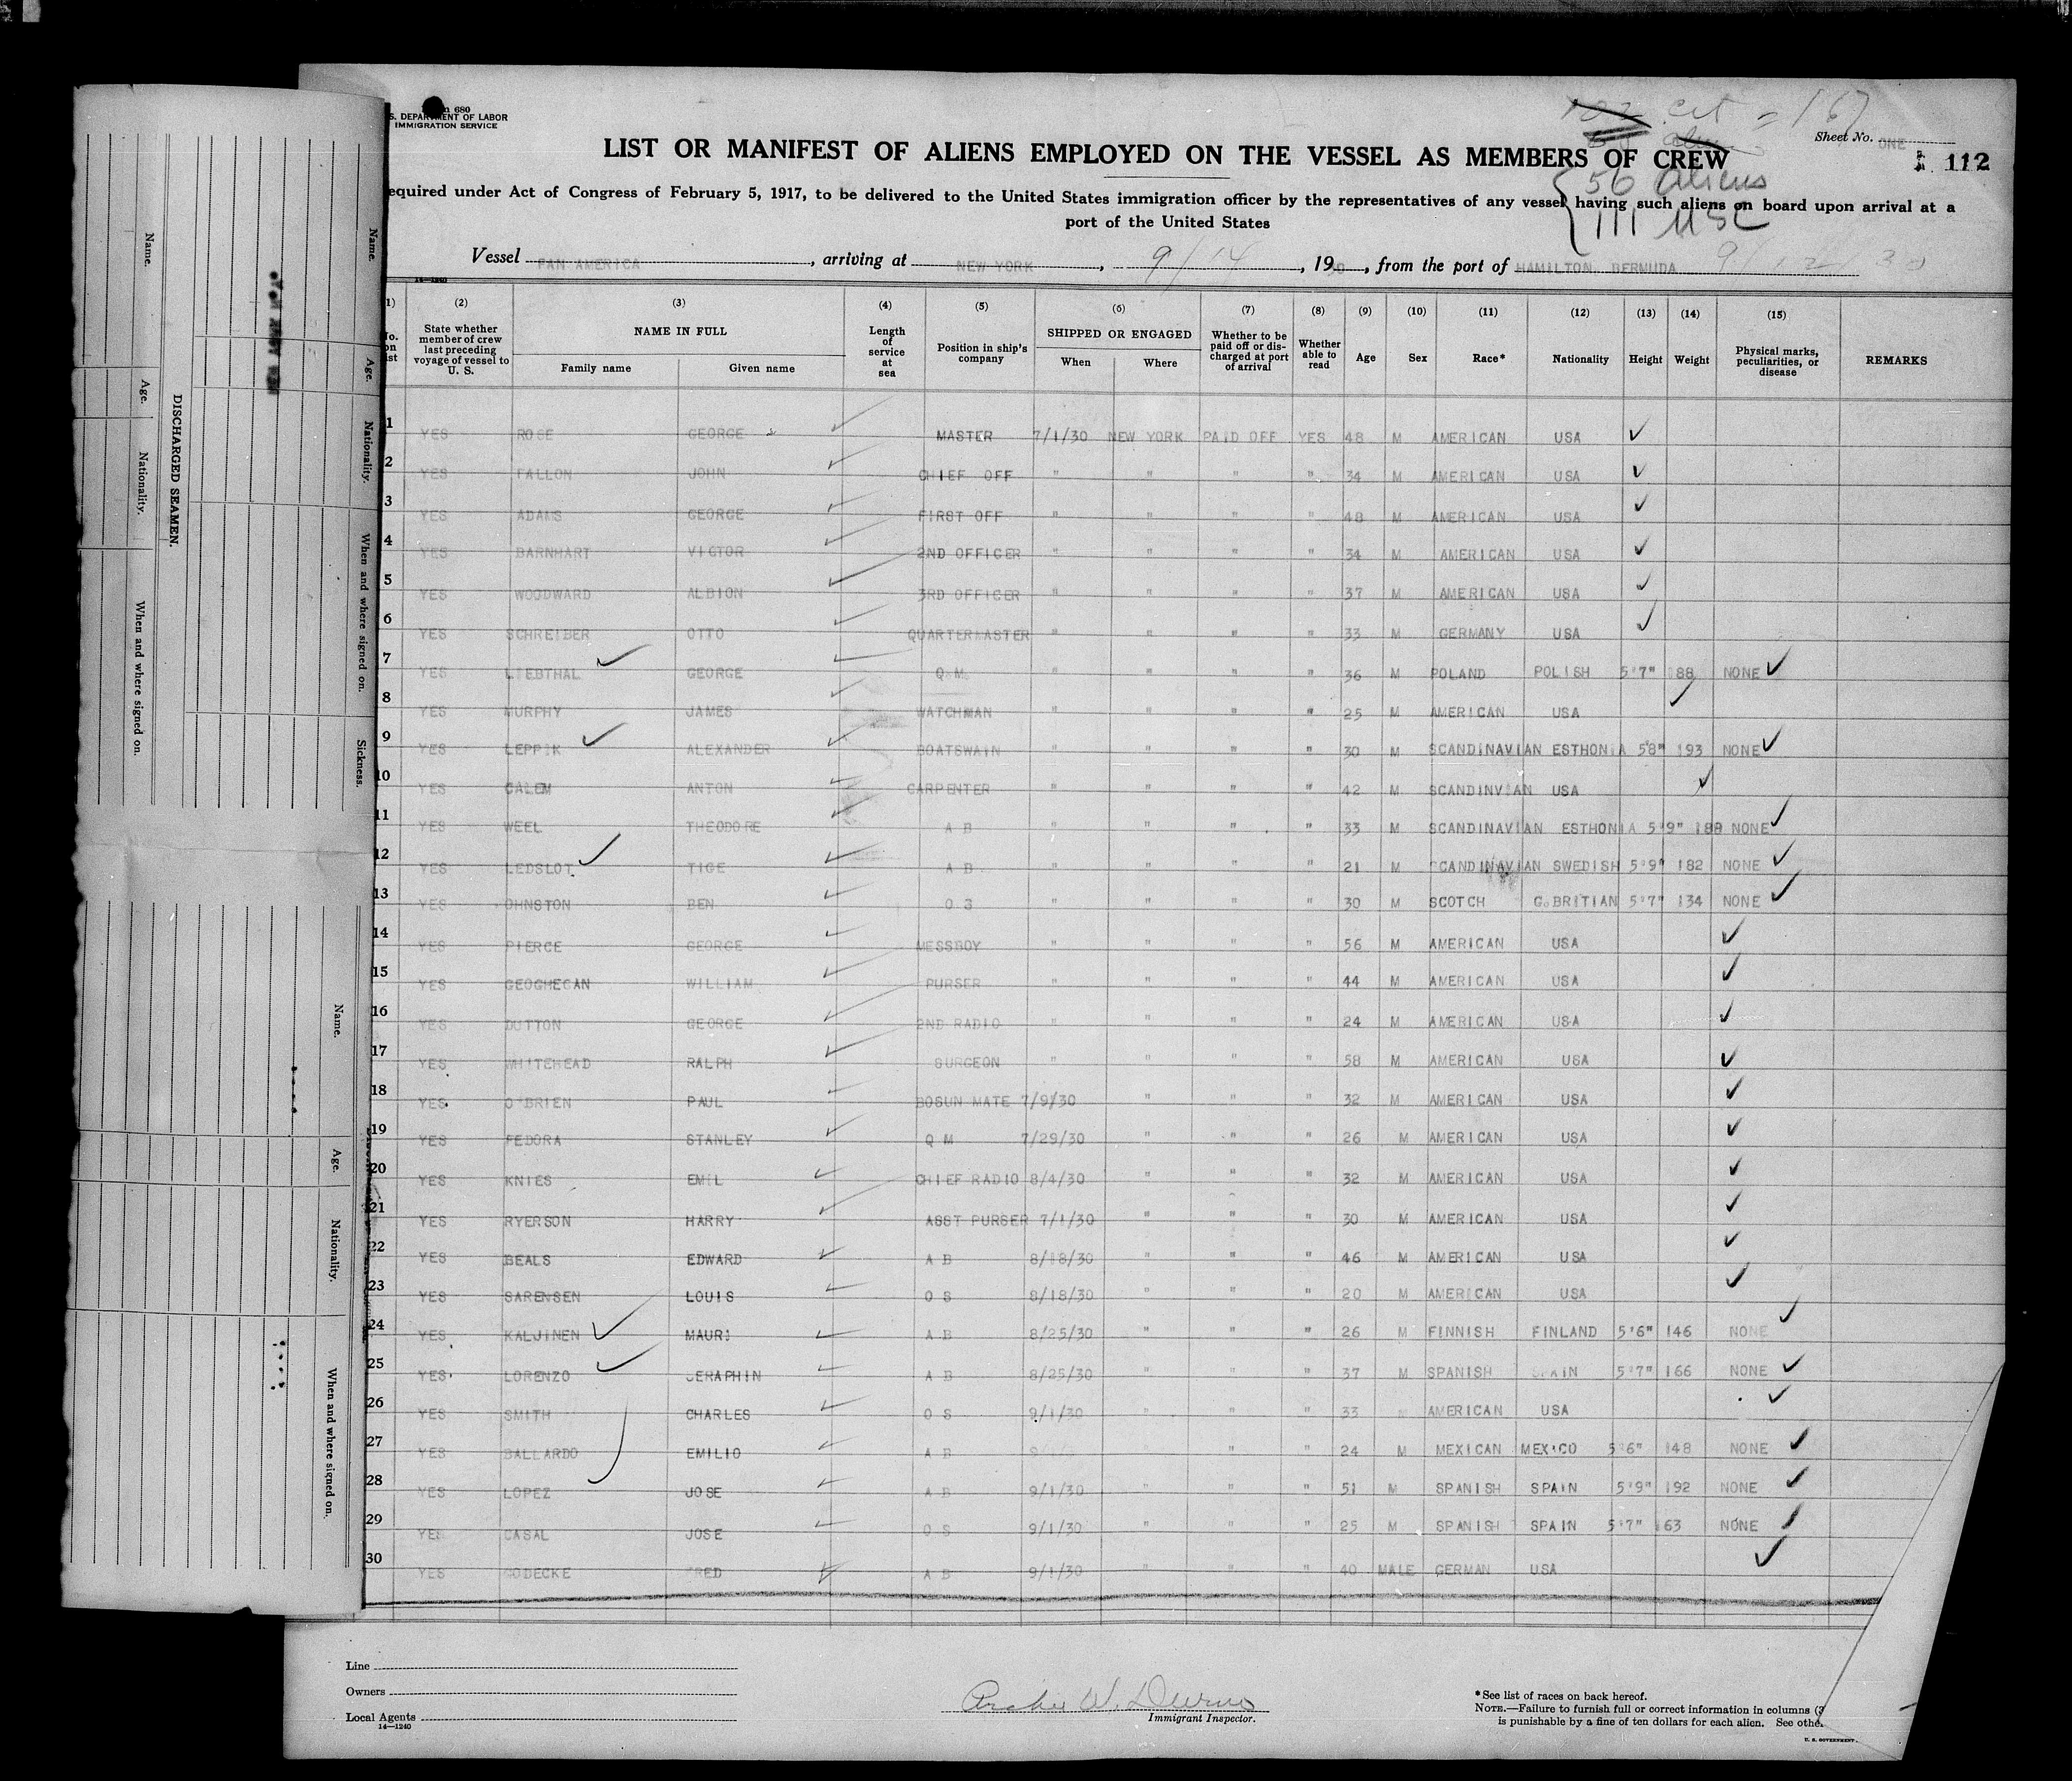 680
S. DEPARTMENT OF LABOR
IMMIGRATION SERVICE
cit = 167
Sheet No. ONE
LIST OR MANIFEST OF ALIENS EMPLOYED ON THE VESSEL AS MEMBERS OF CREW
112
56 Aliens
equired under Act of Congress of February 5, 1917, to be delivered to the United States immigration officer by the representatives of any vessel having such aliens on board upon arrival at a
port of the United States
111 USC
Vessel PAN AMERICA, arriving at NEW YORK, 9/14, 1930, from the port of HAMILTON BERMUDA 9/12/30
14—1240
(2) (3) (4) (5) (6) (7) (8) (9) (10) (11) (12) (13) (14) (15)
State whether member of crew last preceding voyage of vessel to U. S. NAME IN FULL Family name Given name Length of service at sea Position in ship's company SHIPPED OR ENGAGED When Where Whether to be paid off or discharged at port of arrival Whether able to read Age Sex Race* Nationality Height Weight Physical marks, peculiarities, or disease REMARKS
1 YES ROSE GEORGE MASTER 7/1/30 NEW YORK PAID OFF YES 48 M AMERICAN USA
2 YES FALLON JOHN CHIEF OFF " " " " 34 M AMERICAN USA
3 YES ADAMS GEORGE FIRST OFF " " " " 48 M AMERICAN USA
4 YES BARNHART VICTOR 2ND OFFICER " " " " 34 M AMERICAN USA
5 YES WOODWARD ALBION 3RD OFFICER " " " " 37 M AMERICAN USA
6 YES SCHREIBER OTTO QUARTERMASTER " " " " 33 M GERMANY USA
7 YES LIEBTHAL GEORGE Q M " " " " 36 M POLAND POLISH 5'7" 188 NONE
8 YES MURPHY JAMES WATCHMAN " " " " 25 M AMERICAN USA
9 YES LEPPIK ALEXANDER BOATSWAIN " " " " 30 M SCANDINAVIAN ESTHONIA 5'8" 193 NONE
10 YES CALEM ANTON CARPENTER " " " " 42 M SCANDINVIAN USA
11 YES WEEL THEODORE A B " " " " 33 M SCANDINAVIAN ESTHONIA 5'9" 188 NONE
12 YES LEDSLOT TIGE A B " " " " 21 M SCANDINAVIAN SWEDISH 5'9" 182 NONE
13 YES OHNSTON BEN O S " " " " 30 M SCOTCH G.BRITIAN 5'7" 134 NONE
14 YES PIERCE GEORGE MESSBOY " " " " 56 M AMERICAN USA
15 YES GEOGHEGAN WILLIAM PURSER " " " " 44 M AMERICAN USA
16 YES DUTTON GEORGE 2ND RADIO " " " " 24 M AMERICAN USA
17 YES WHITEHEAD RALPH SURGEON " " " " 58 M AMERICAN USA
18 YES O'BRIEN PAUL BOSUN MATE 7/9/30 " " " 32 M AMERICAN USA
19 YES FEDORA STANLEY Q M 7/29/30 " " " 26 M AMERICAN USA
20 YES KNIES EMIL CHIEF RADIO 8/4/30 " " " 32 M AMERICAN USA
21 YES RYERSON HARRY ASST PURSER 7/1/30 " " " 30 M AMERICAN USA
22 YES BEALS EDWARD A B 8/18/30 " " " 46 M AMERICAN USA
23 YES SARENSEN LOUIS O S 8/18/30 " " " 20 M AMERICAN USA
24 YES KALJINEN MAURI A B 8/25/30 " " " 26 M FINNISH FINLAND 5'6" 146 NONE
25 YES LORENZO SERAPHIN A B 8/25/30 " " " 37 M SPANISH SPAIN 5'7" 166 NONE
26 YES SMITH CHARLES O S 9/1/30 " " " 33 AMERICAN USA
27 YES BALLARDO EMILIO A B " " 24 M MEXICAN MEXICO 5'6" 148 NONE
28 YES LOPEZ JOSE A B 9/1/30 " " " 51 M SPANISH SPAIN 5'9" 192 NONE
29 YES CASAL JOSE O S 9/1/30 " " " 25 M SPANISH SPAIN 5'7" 163 NONE
30 YES GODECKE FRED A B 9/1/30 " " " 40 MALE GERMAN USA
Line
Owners
Local Agents
14—1240
Immigrant Inspector.
*See list of races on back hereof.
NOTE.—Failure to furnish full or correct information in columns (3
is punishable by a fine of ten dollars for each alien. See othe
U. S. GOVERNMENT
DISCHARGED SEAMEN.
Name. Age. Nationality. When and where signed on.
Name. Age. Nationality. When and where signed on. Sickness.
Name. Age. Nationality. When and where signed on.